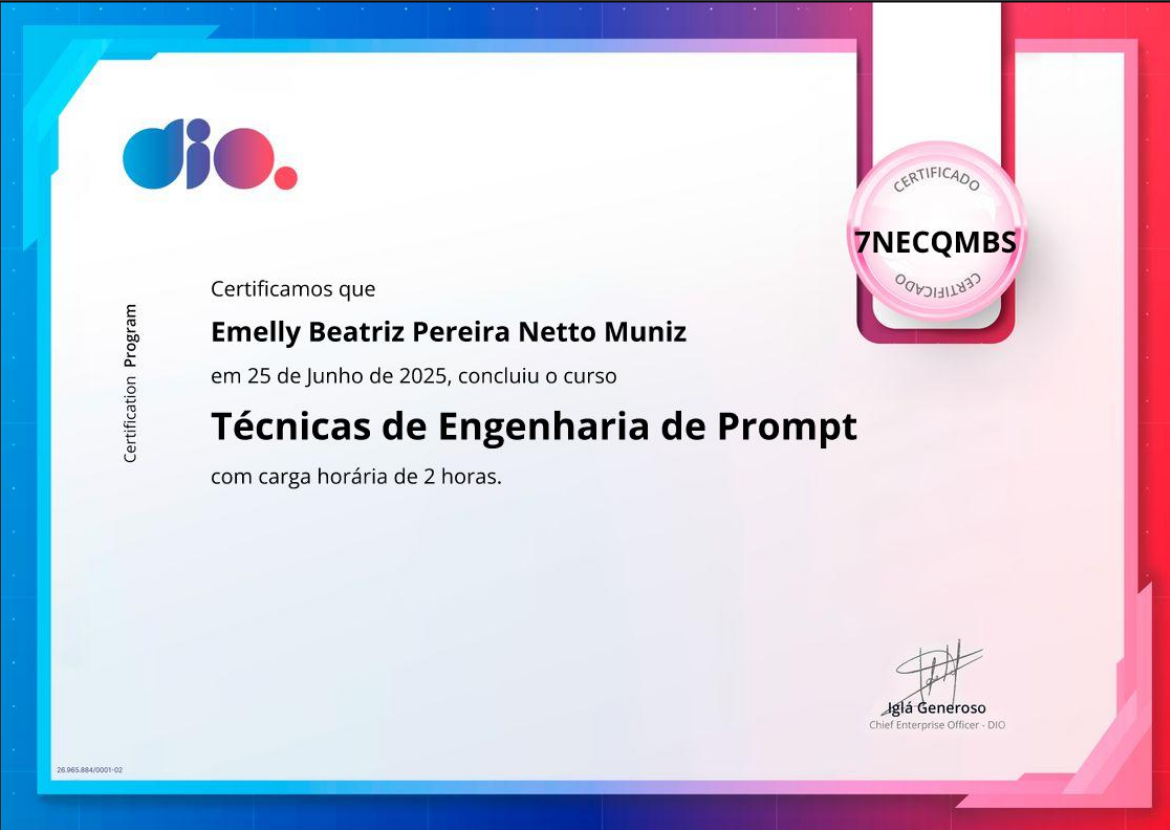 dio.
CERTIFICADO
7NECQMBS
CERTIFICADO
Certification Program
Certificamos que
Emelly Beatriz Pereira Netto Muniz
em 25 de Junho de 2025, concluiu o curso
Técnicas de Engenharia de Prompt
com carga horária de 2 horas.
Iglá Generoso
Chief Enterprise Officer - DIO
26.965.884/0001-02